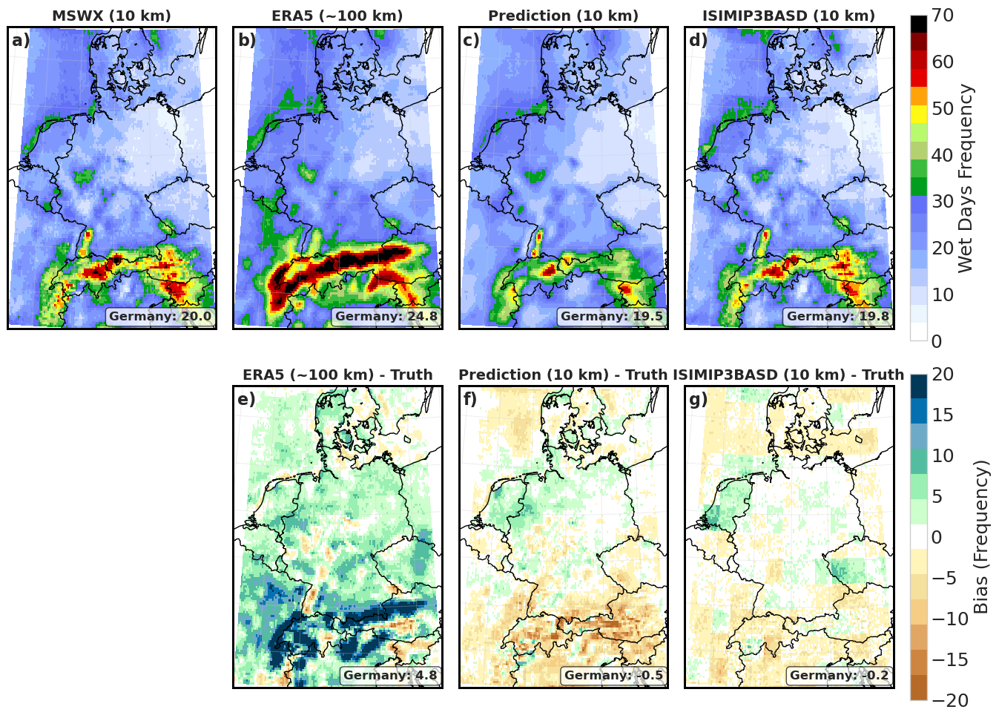 MSWX (10 km)
ERA5 (~100 km)
Prediction (10 km)
ISIMIP3BASD (10 km)
a)
b)
c)
d)
Germany: 20.0
Germany: 24.8
Germany: 19.5
Germany: 19.8
70
60
50
40
30
20
10
0
Wet Days Frequency
ERA5 (~100 km) - Truth
Prediction (10 km) - Truth
ISIMIP3BASD (10 km) - Truth
e)
f)
g)
Germany: 4.8
Germany: -0.5
Germany: -0.2
20
15
10
5
0
−5
−10
−15
−20
Bias (Frequency)